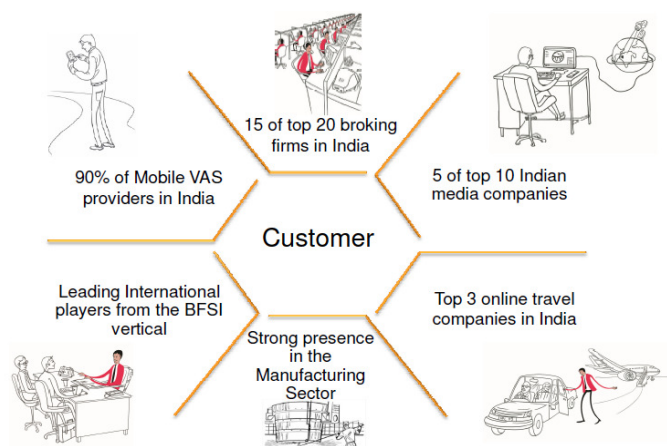 15 of top 20 broking
firms in India
90% of Mobile VAS
providers in India
5 of top 10 Indian
media companies
Customer
Leading International
players from the BFSI
vertical
Top 3 online travel
companies in India
Strong presence
in the
Manufacturing
Sector